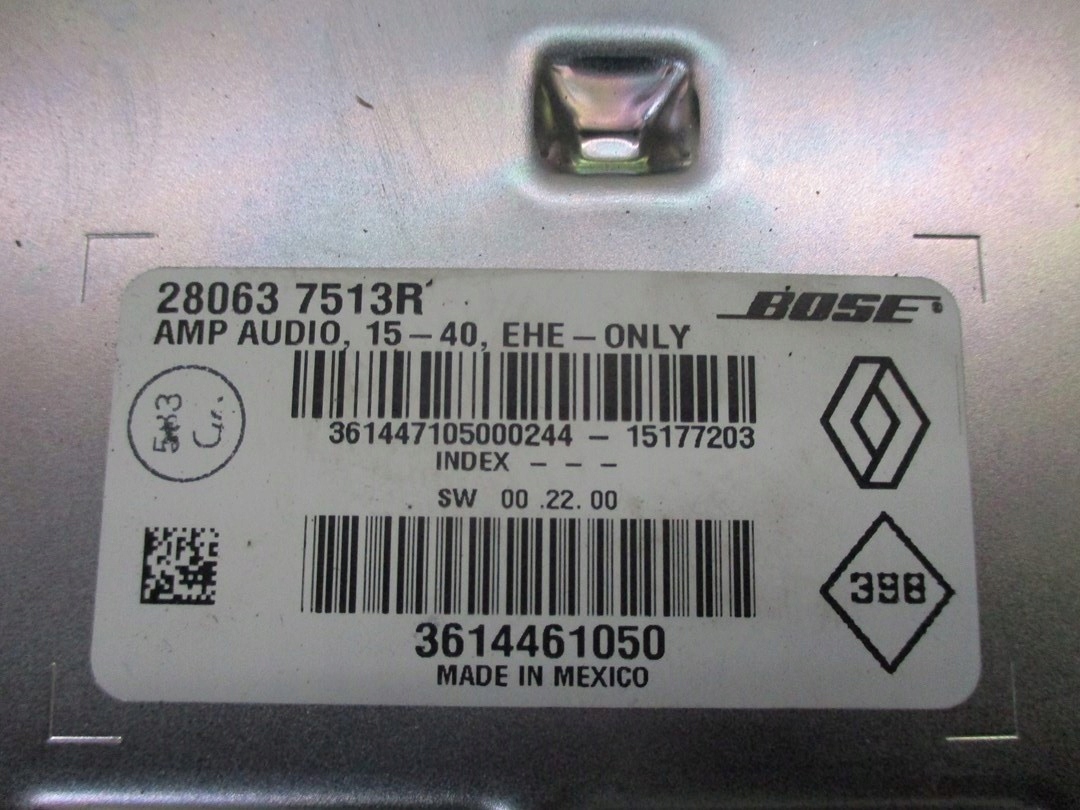 28063 7513R
BOSE®
AMP AUDIO, 15-40, EHE-ONLY
361447105000244 - 15177203
INDEX - - -
SW 00 .22. 00
398
3614461050
MADE IN MEXICO